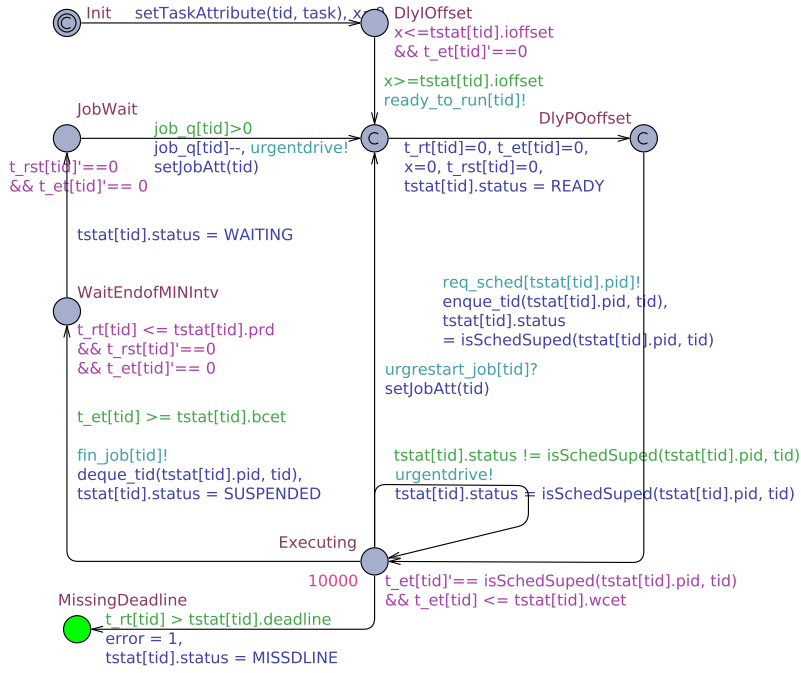 Init
setTaskAttribute(tid, task), x=0
DlyIOffset
x<=tstat[tid].ioffset
&& t_et[tid]'==0
x>=tstat[tid].ioffset
ready_to_run[tid]!
JobWait
DlyPOoffset
job_q[tid]>0
job_q[tid]--, urgentdrive!
setJobAtt(tid)
t_rst[tid]'==0
&& t_et[tid]'== 0
C
C
C
t_rt[tid]=0, t_et[tid]=0,
x=0, t_rst[tid]=0,
tstat[tid].status = READY
tstat[tid].status = WAITING
WaitEndofMINIntv
t_rt[tid] <= tstat[tid].prd
&& t_rst[tid]'==0
&& t_et[tid]'== 0
req_sched[tstat[tid].pid]!
enque_tid(tstat[tid].pid, tid),
tstat[tid].status
= isSchedSuped(tstat[tid].pid, tid)
urgrestart_job[tid]?
setJobAtt(tid)
t_et[tid] >= tstat[tid].bcet
fin_job[tid]!
deque_tid(tstat[tid].pid, tid),
tstat[tid].status = SUSPENDED
tstat[tid].status != isSchedSuped(tstat[tid].pid, tid)
urgentdrive!
tstat[tid].status = isSchedSuped(tstat[tid].pid, tid)
Executing
10000
t_et[tid]'== isSchedSuped(tstat[tid].pid, tid)
&& t_et[tid] <= tstat[tid].wcet
MissingDeadline
t_rt[tid] > tstat[tid].deadline
error = 1,
tstat[tid].status = MISSDLINE